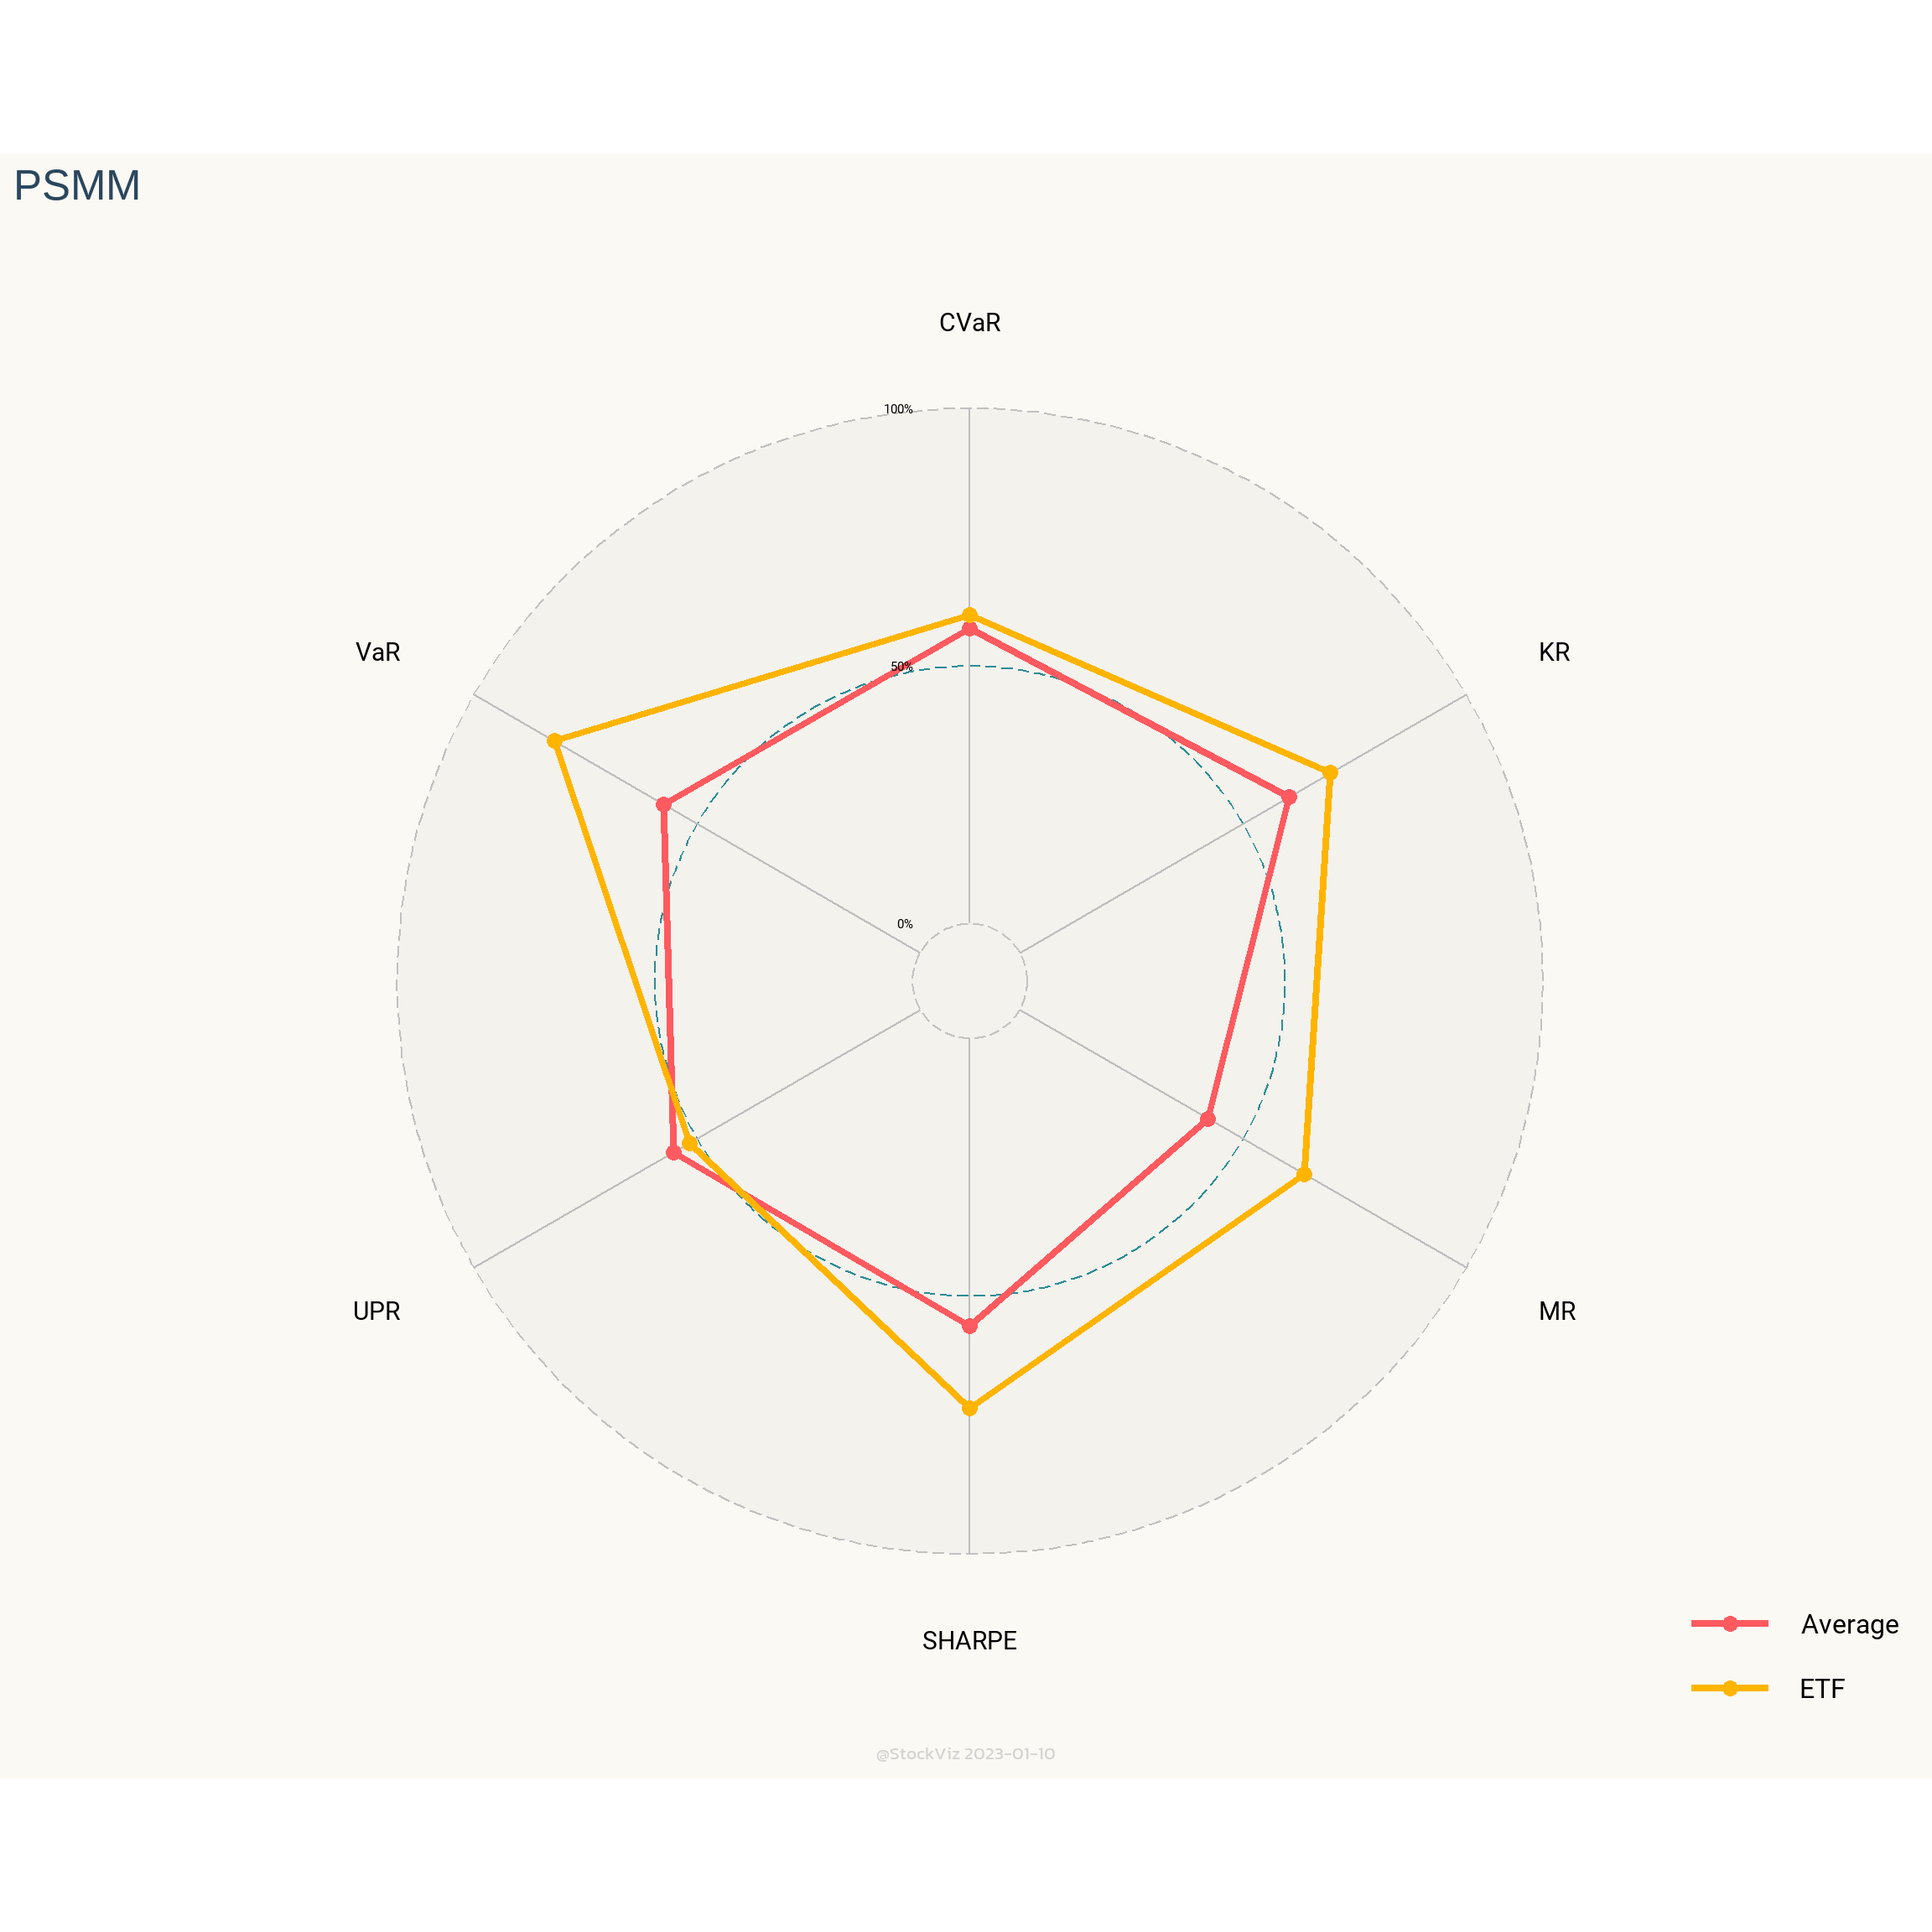 PSMM
CVaR
100%
KR
VaR
50%
0%
UPR
MR
SHARPE
Average
ETF
@StockViz 2023-01-10